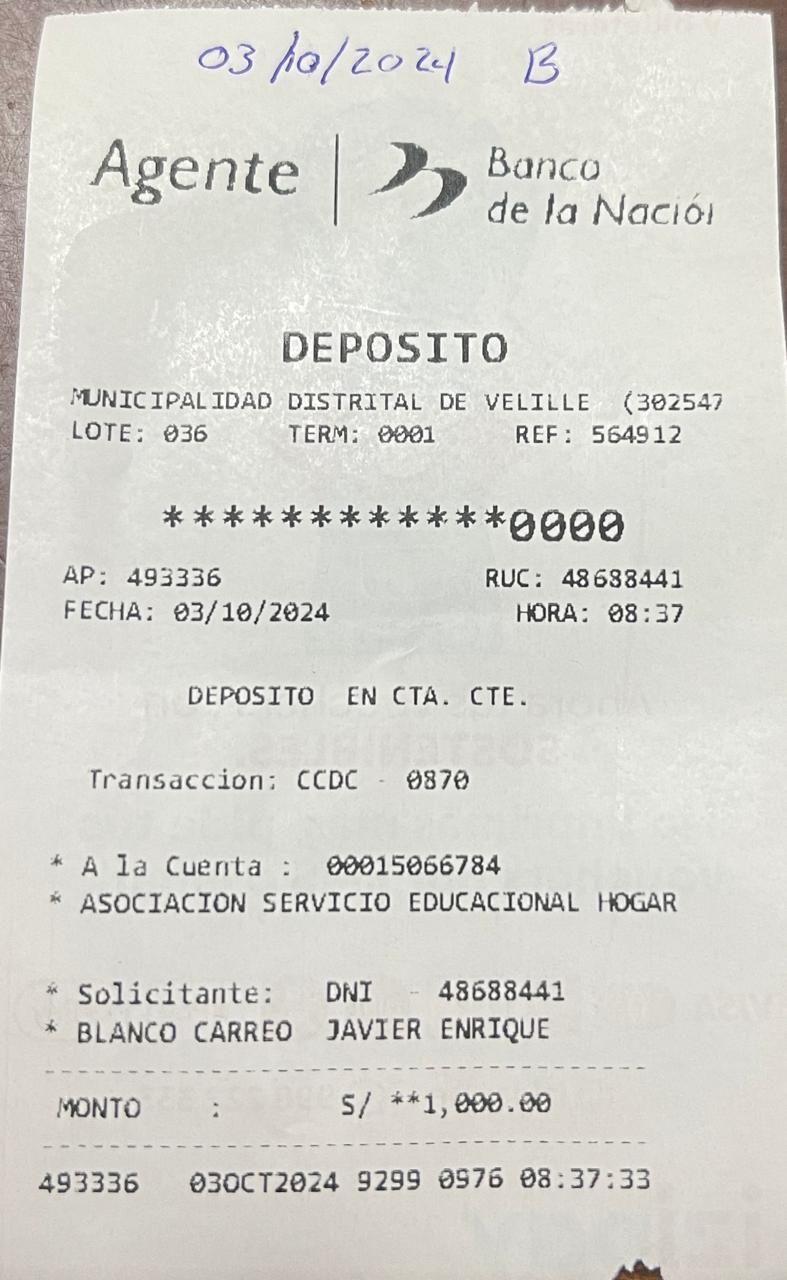 03/10/2024 B
Agente | Banco
de la Nación
DEPOSITO
MUNICIPALIDAD DISTRITAL DE VELILLE (302547
LOTE: 036 TERM: 0001 REF: 564912
************0000
AP: 493336 RUC: 48688441
FECHA: 03/10/2024 HORA: 08:37
DEPOSITO EN CTA. CTE.
Transaccion: CCDC - 0870
* A la Cuenta : 00015066784
* ASOCIACION SERVICIO EDUCACIONAL HOGAR
* Solicitante: DNI - 48688441
* BLANCO CARREO JAVIER ENRIQUE
MONTO : S/ **1,000.00
493336 03OCT2024 9299 0976 08:37:33